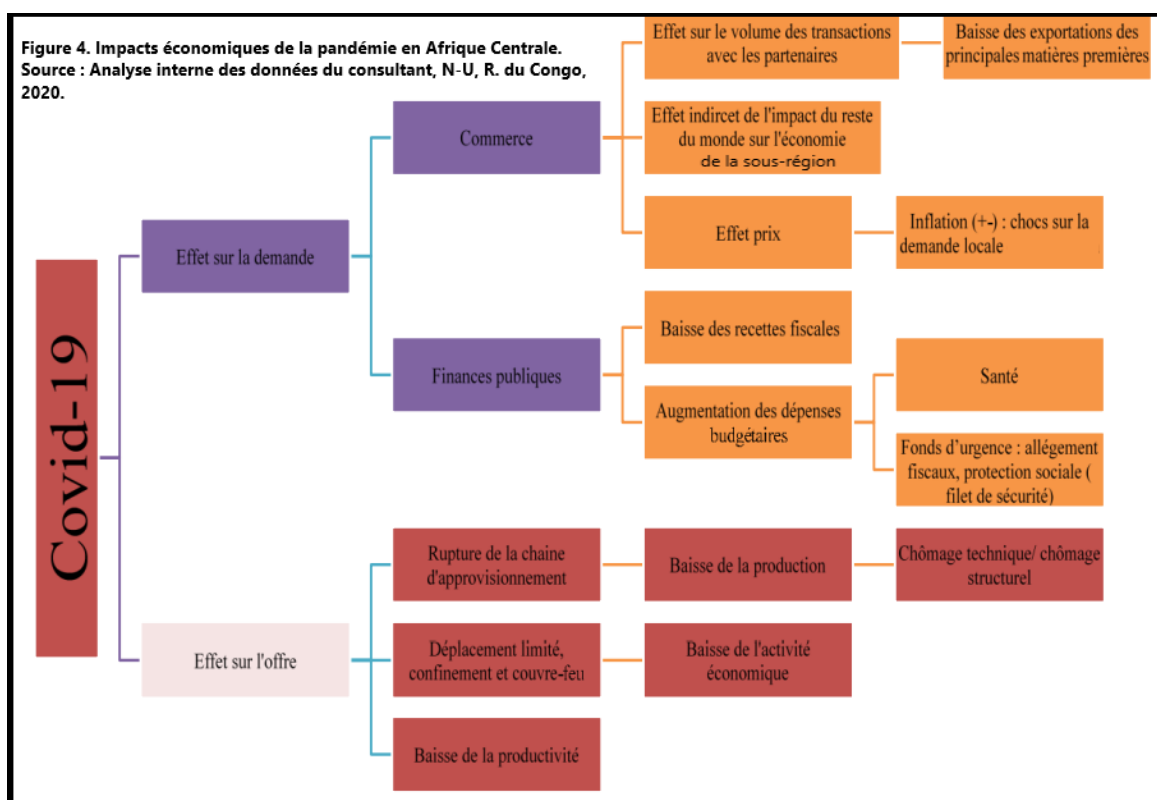 Figure 4. Impacts économiques de la pandémie en Afrique Centrale.
Source : Analyse interne des données du consultant, N-U, R. du Congo,
2020.
Covid-19
Effet sur la demande
Commerce
Effet sur le volume des transactions
avec les partenaires
Baisse des exportations des
principales matières premières
Effet indircet de l'impact du reste
du monde sur l'économie
de la sous-région
Effet prix
Inflation (+-) : chocs sur la
demande locale
Finances publiques
Baisse des recettes fiscales
Augmentation des dépenses
budgétaires
Santé
Fonds d'urgence : allégement
fiscaux, protection sociale (
filet de sécurité)
Effet sur l'offre
Rupture de la chaine
d'approvisionnement
Baisse de la production
Chômage technique/ chômage
structurel
Déplacement limité,
confinement et couvre-feu
Baisse de l'activité
économique
Baisse de la productivité